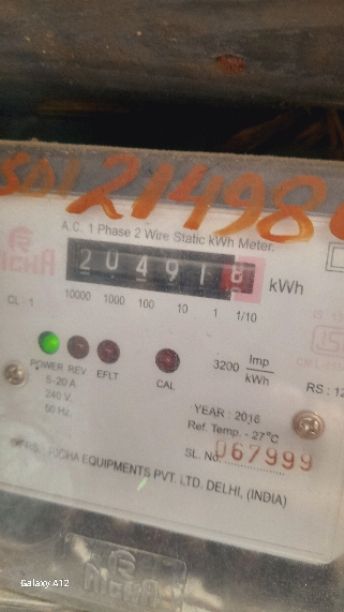 SDI 214986
A.C. 1 Phase 2 Wire Static kWh Meter.
RICHA
204918 kWh
CL · 1
10000 1000 100 10 1 1/10
POWER REV EFLT CAL
3200 Imp/kWh
5-20 A
240 V.
50 Hz.
RS : 12
YEAR : 2016
Ref. Temp. - 27°C
SL. No. 067999
RICHA EQUIPMENTS PVT. LTD. DELHI, (INDIA)
RICHA
Galaxy A12